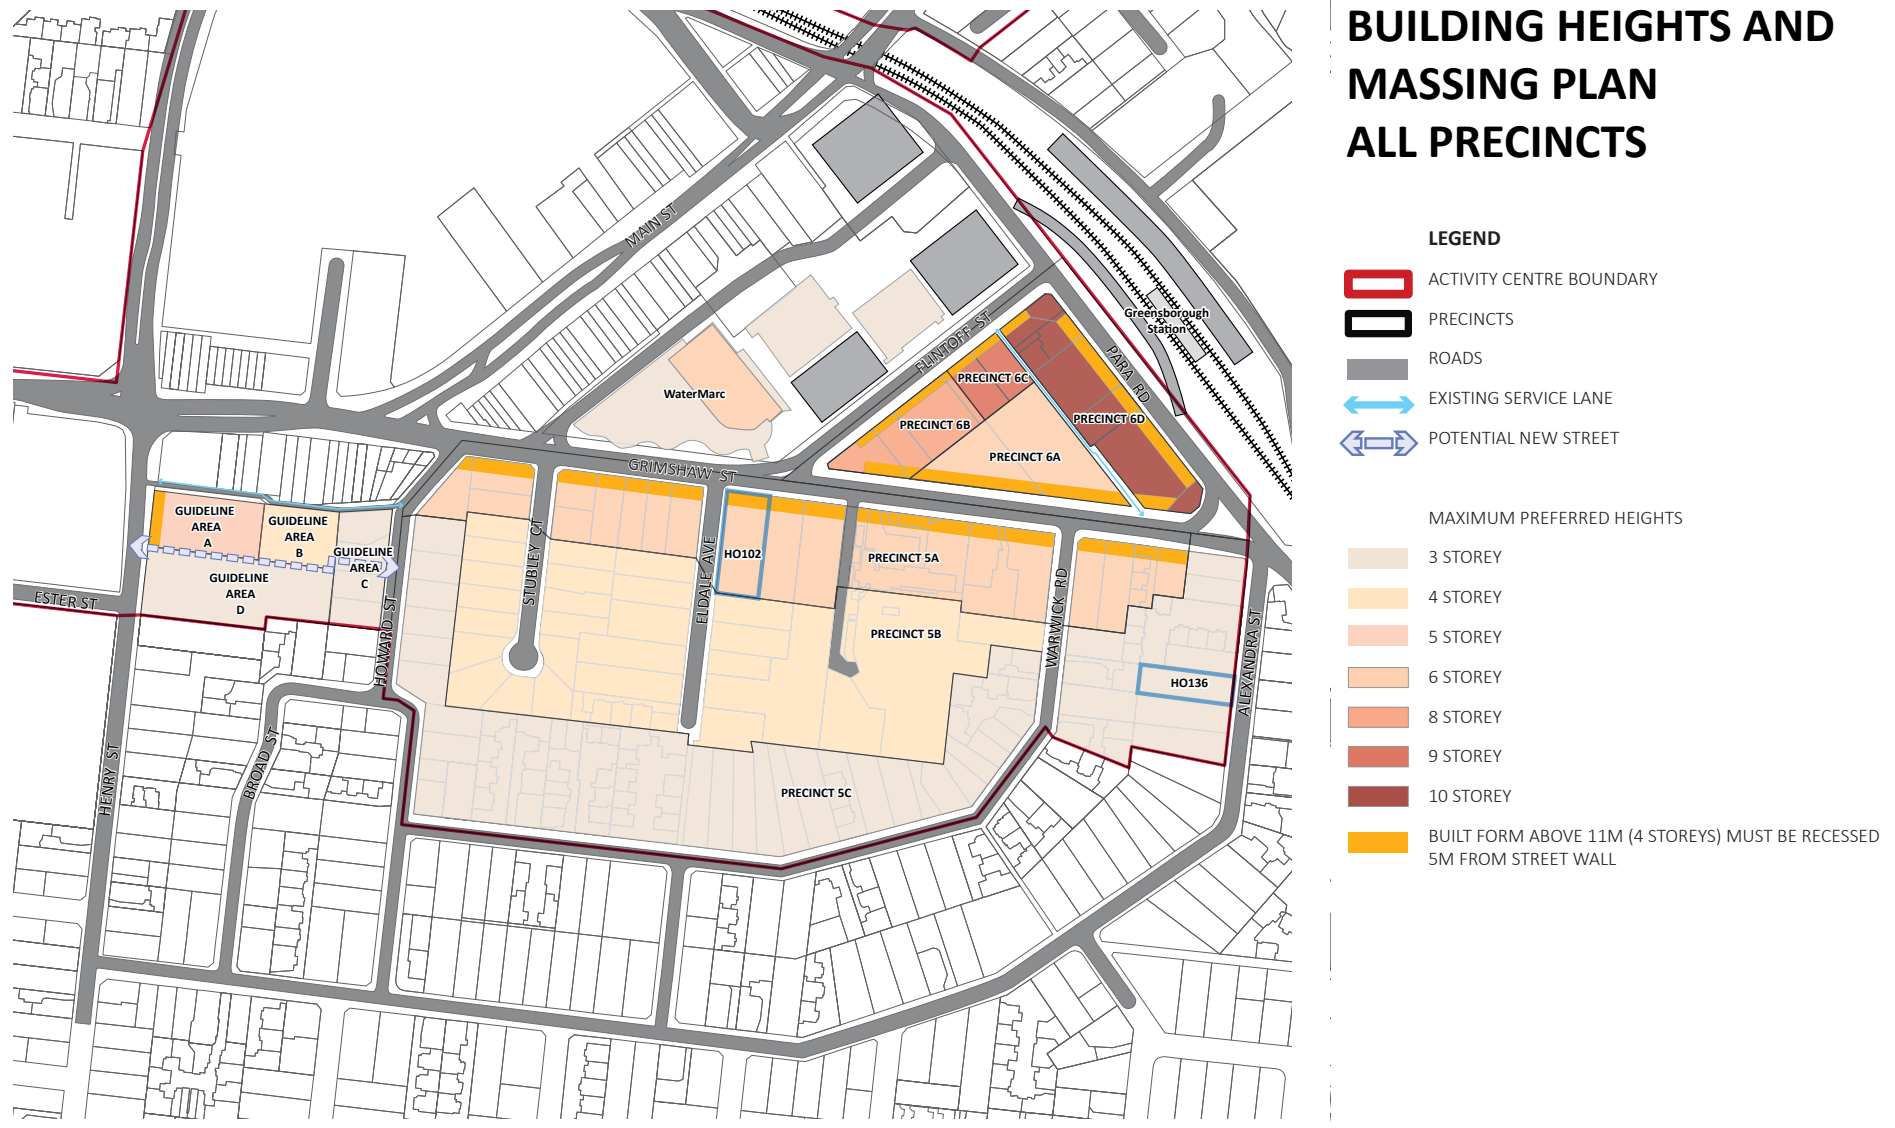 BUILDING HEIGHTS AND
MASSING PLAN
ALL PRECINCTS
LEGEND
ACTIVITY CENTRE BOUNDARY
PRECINCTS
ROADS
EXISTING SERVICE LANE
POTENTIAL NEW STREET
MAXIMUM PREFERRED HEIGHTS
3 STOREY
4 STOREY
5 STOREY
6 STOREY
8 STOREY
9 STOREY
10 STOREY
BUILT FORM ABOVE 11M (4 STOREYS) MUST BE RECESSED
5M FROM STREET WALL
MAIN ST
Greensborough
Station
FLINTOFF ST
PARA RD
WaterMarc
PRECINCT 6C
PRECINCT 6B
PRECINCT 6D
PRECINCT 6A
GRIMSHAW ST
GUIDELINE
AREA
A
GUIDELINE
AREA
B
GUIDELINE
AREA
C
GUIDELINE
AREA
D
ESTER ST
STUBLEY CT
ELDALE AVE
HO102
PRECINCT 5A
WARWICK RD
PRECINCT 5B
HOWARD ST
ALEXANDRA ST
HO136
BROAD ST
HENRY ST
PRECINCT 5C